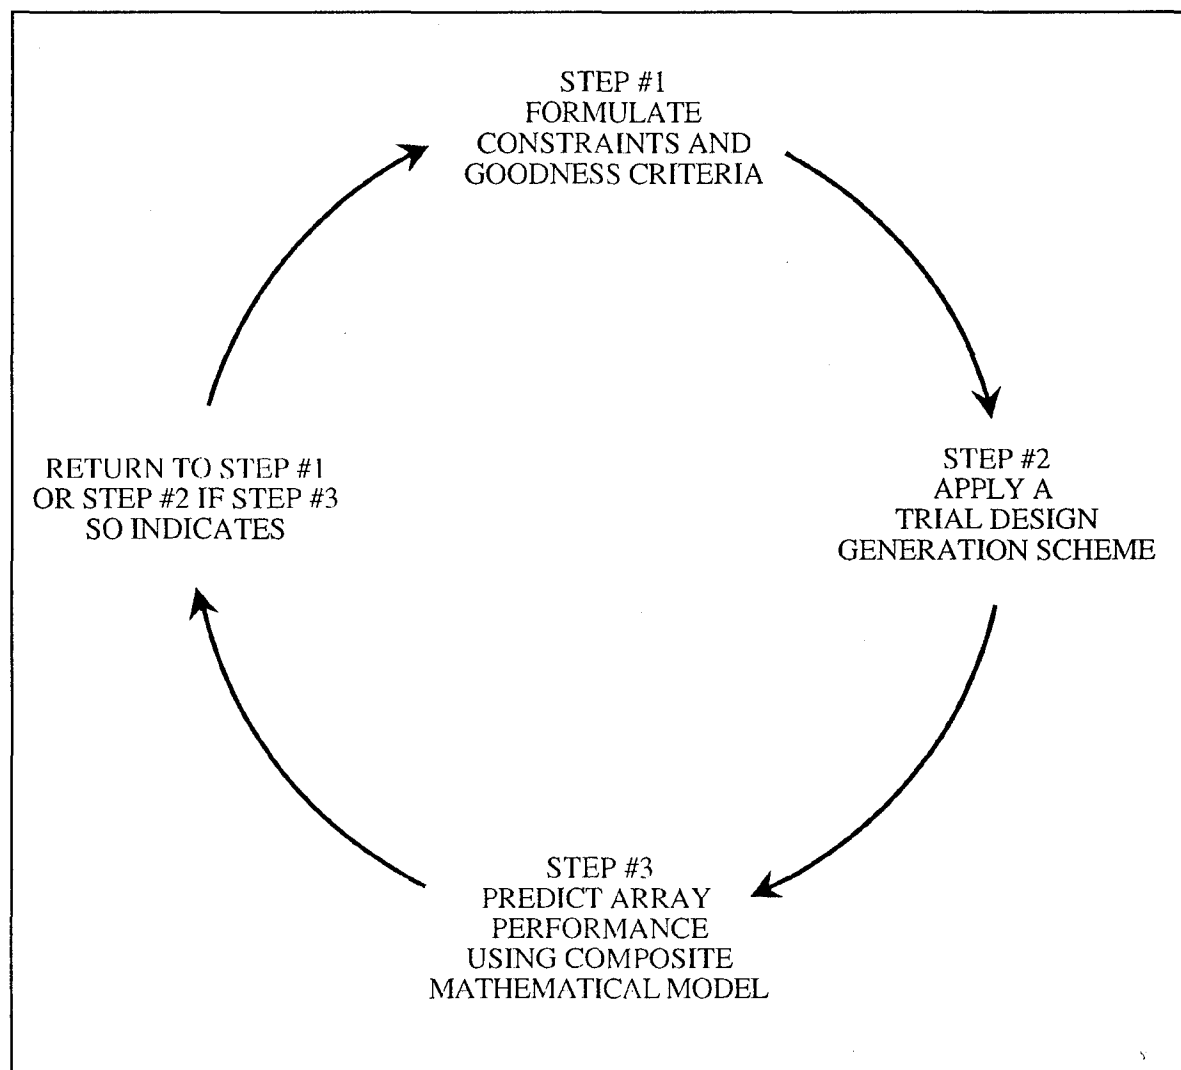 STEP #1
FORMULATE
CONSTRAINTS AND
GOODNESS CRITERIA
STEP #2
APPLY A
TRIAL DESIGN
GENERATION SCHEME
STEP #3
PREDICT ARRAY
PERFORMANCE
USING COMPOSITE
MATHEMATICAL MODEL
RETURN TO STEP #1
OR STEP #2 IF STEP #3
SO INDICATES